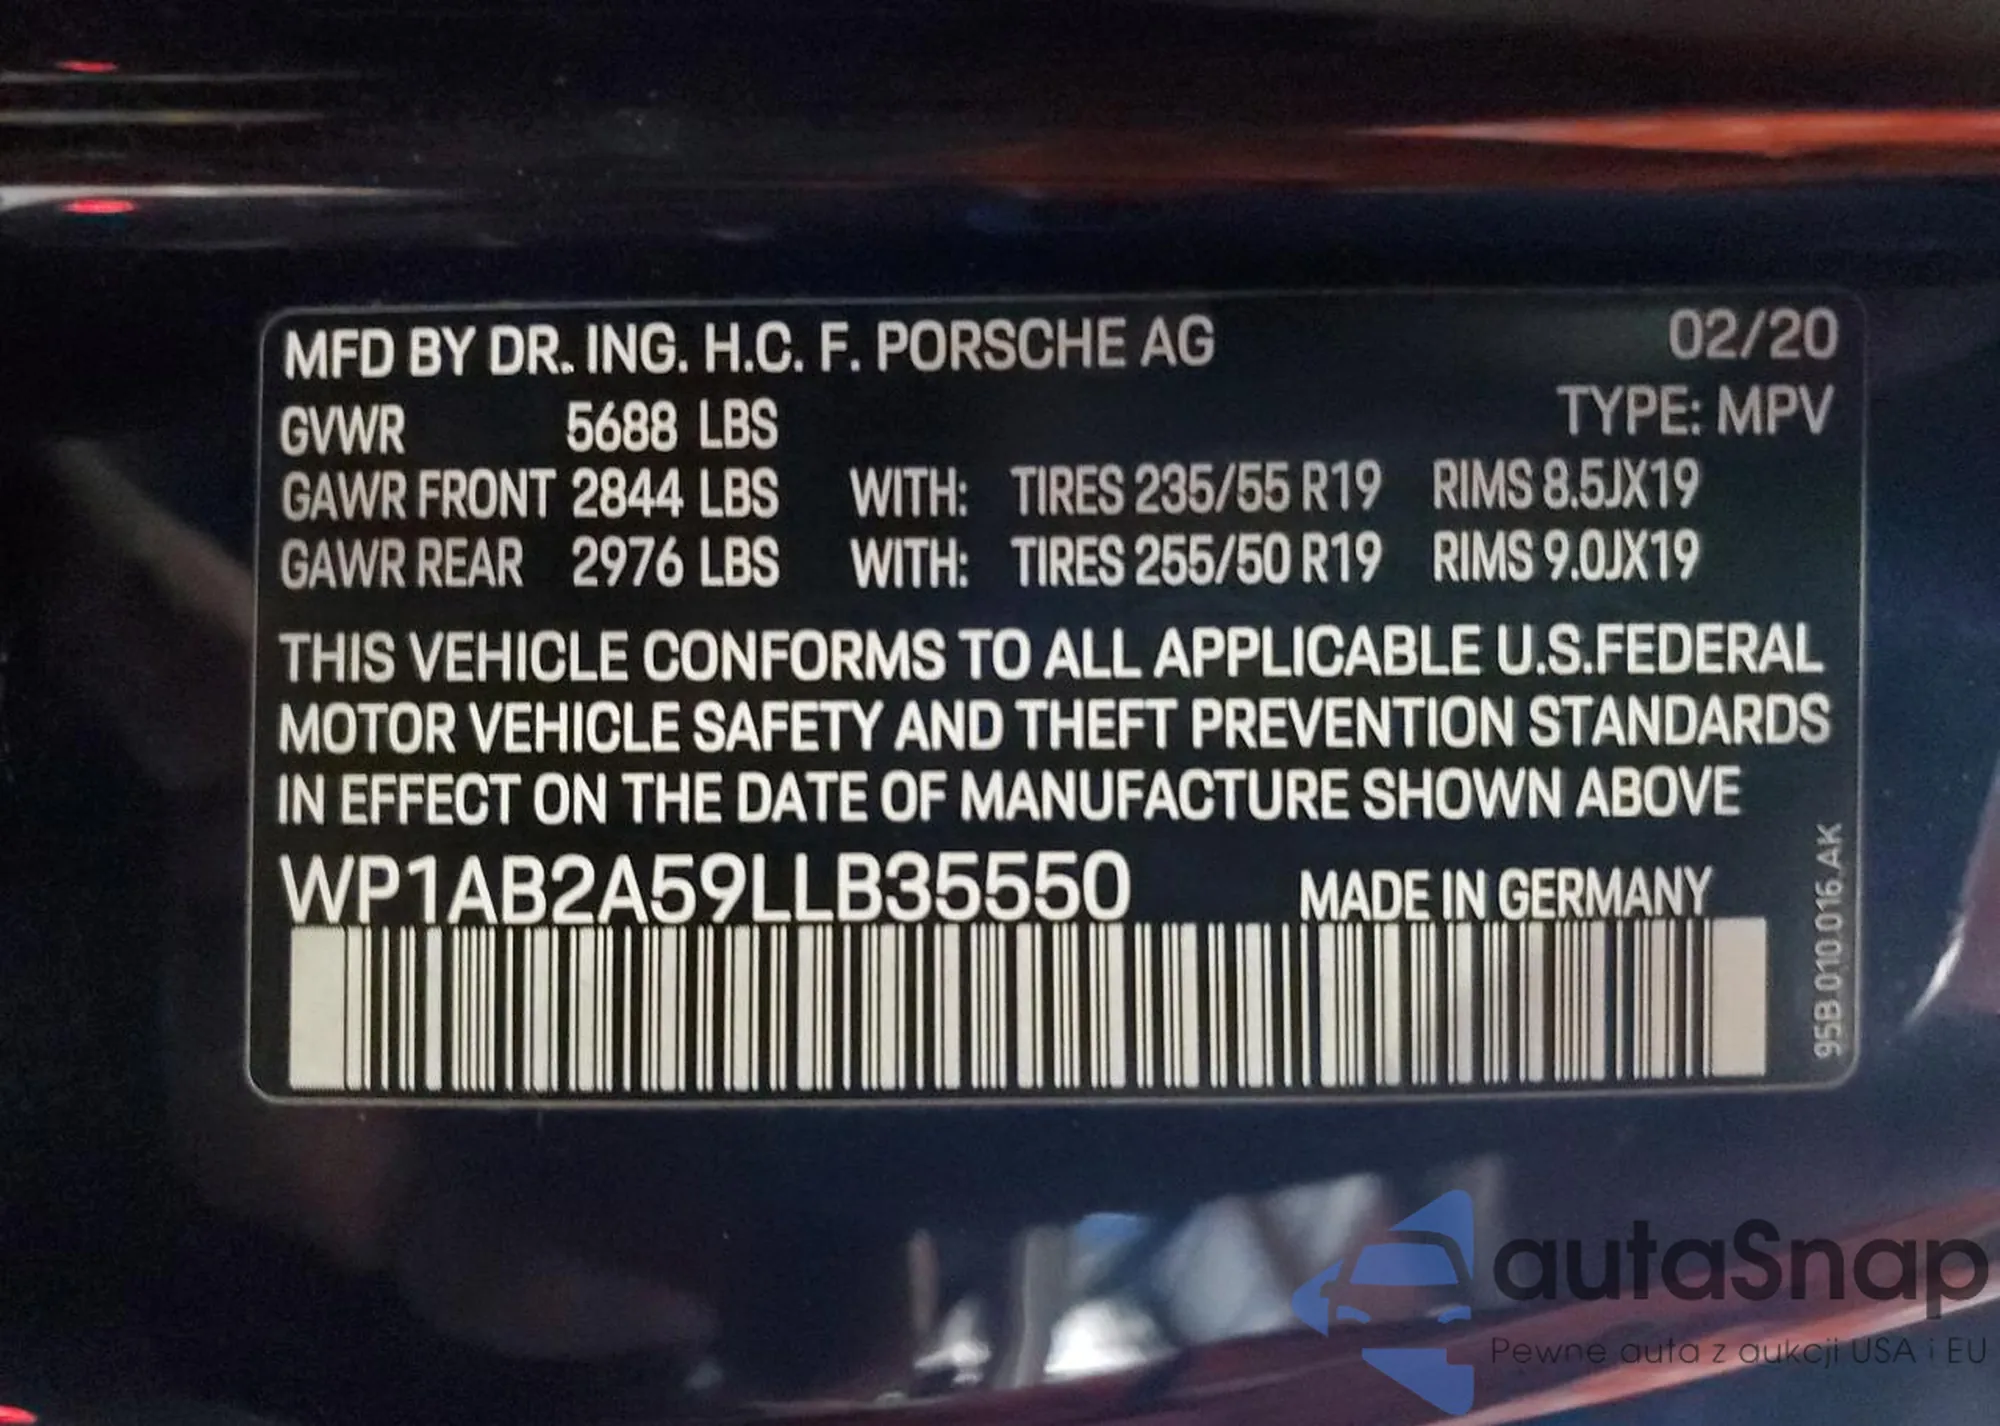 MFD BY DR. ING. H.C. F. PORSCHE AG 02/20
TYPE: MPV
GVWR 5688 LBS
GAWR FRONT 2844 LBS WITH: TIRES 235/55 R19 RIMS 8.5JX19
GAWR REAR 2976 LBS WITH: TIRES 255/50 R19 RIMS 9.0JX19
THIS VEHICLE CONFORMS TO ALL APPLICABLE U.S.FEDERAL
MOTOR VEHICLE SAFETY AND THEFT PREVENTION STANDARDS
IN EFFECT ON THE DATE OF MANUFACTURE SHOWN ABOVE
WP1AB2A59LLB35550 MADE IN GERMANY
95B.010.016.AK
autaSnap
Pewne auta z aukcji USA i EU